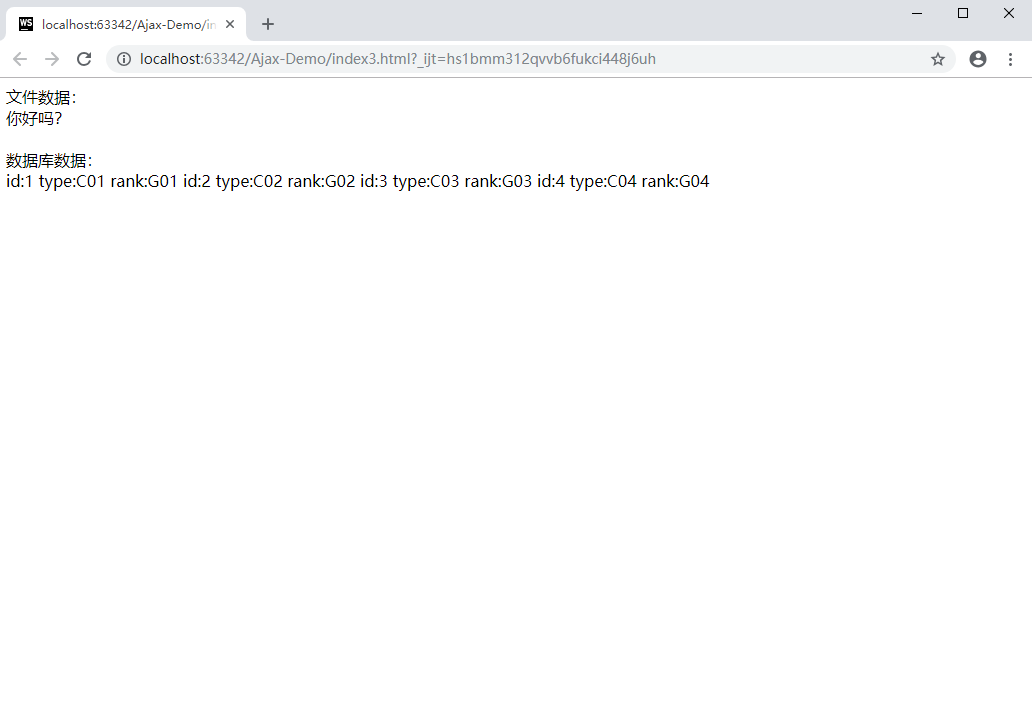 WS localhost:63342/Ajax-Demo/in
localhost:63342/Ajax-Demo/index3.html?_ijt=hs1bmm312qvvb6fukci448j6uh
文件数据：
你好吗？
数据库数据：
id:1 type:C01 rank:G01 id:2 type:C02 rank:G02 id:3 type:C03 rank:G03 id:4 type:C04 rank:G04